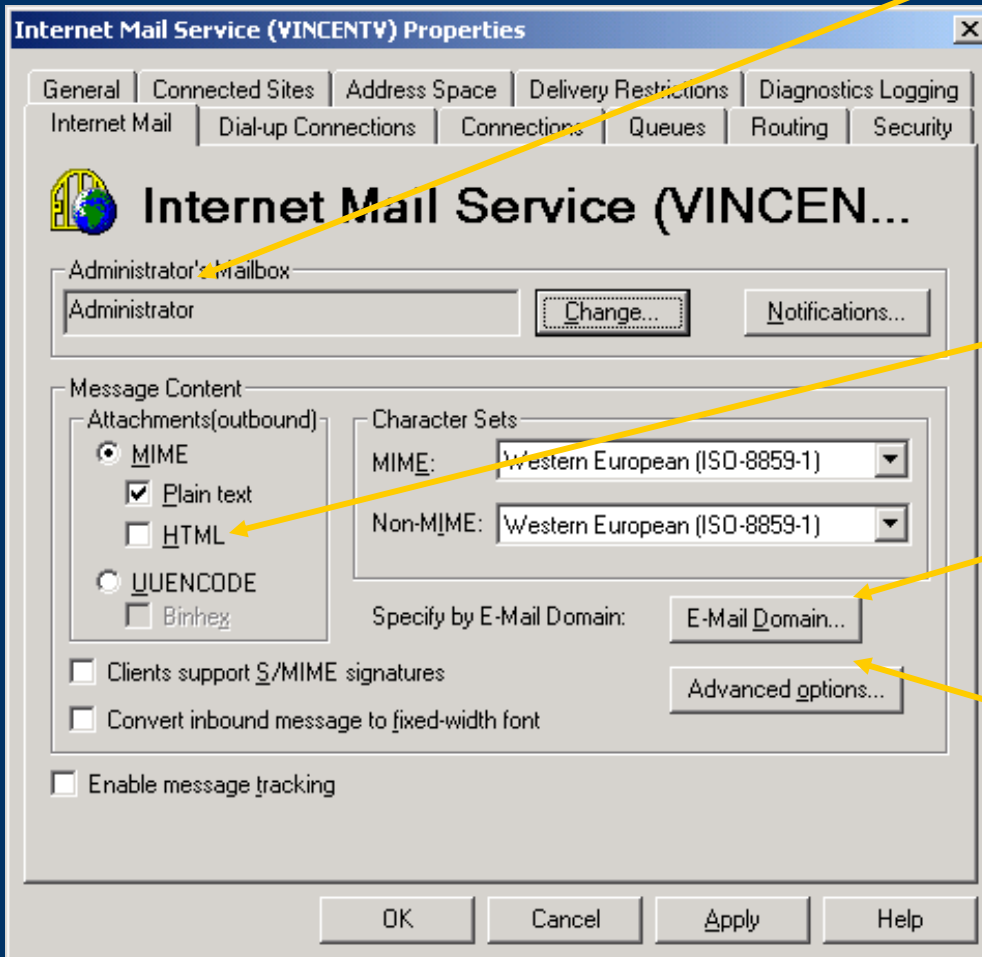 Internet Mail Service (VINCENTV) Properties
General Connected Sites Address Space Delivery Restrictions Diagnostics Logging
Internet Mail Dial-up Connections Connections Queues Routing Security
Internet Mail Service (VINCEN...
Administrator's Mailbox
Administrator Change... Notifications...
Message Content
Attachments(outbound) Character Sets
MIME MIME: Western European (ISO-8859-1)
Plain text
HTML Non-MIME: Western European (ISO-8859-1)
UUENCODE
Binhex Specify by E-Mail Domain: E-Mail Domain...
Clients support S/MIME signatures Advanced options...
Convert inbound message to fixed-width font
Enable message tracking
OK Cancel Apply Help